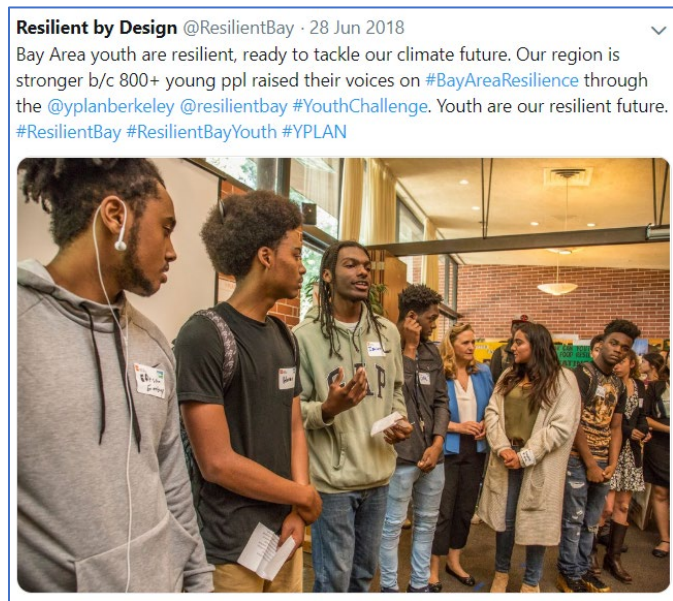 Resilient by Design @ResilientBay · 28 Jun 2018
Bay Area youth are resilient, ready to tackle our climate future. Our region is
stronger b/c 800+ young ppl raised their voices on #BayAreaResilience through
the @yplanberkeley @resilientbay #YouthChallenge. Youth are our resilient future.
#ResilientBay #ResilientBayYouth #YPLAN
GAP